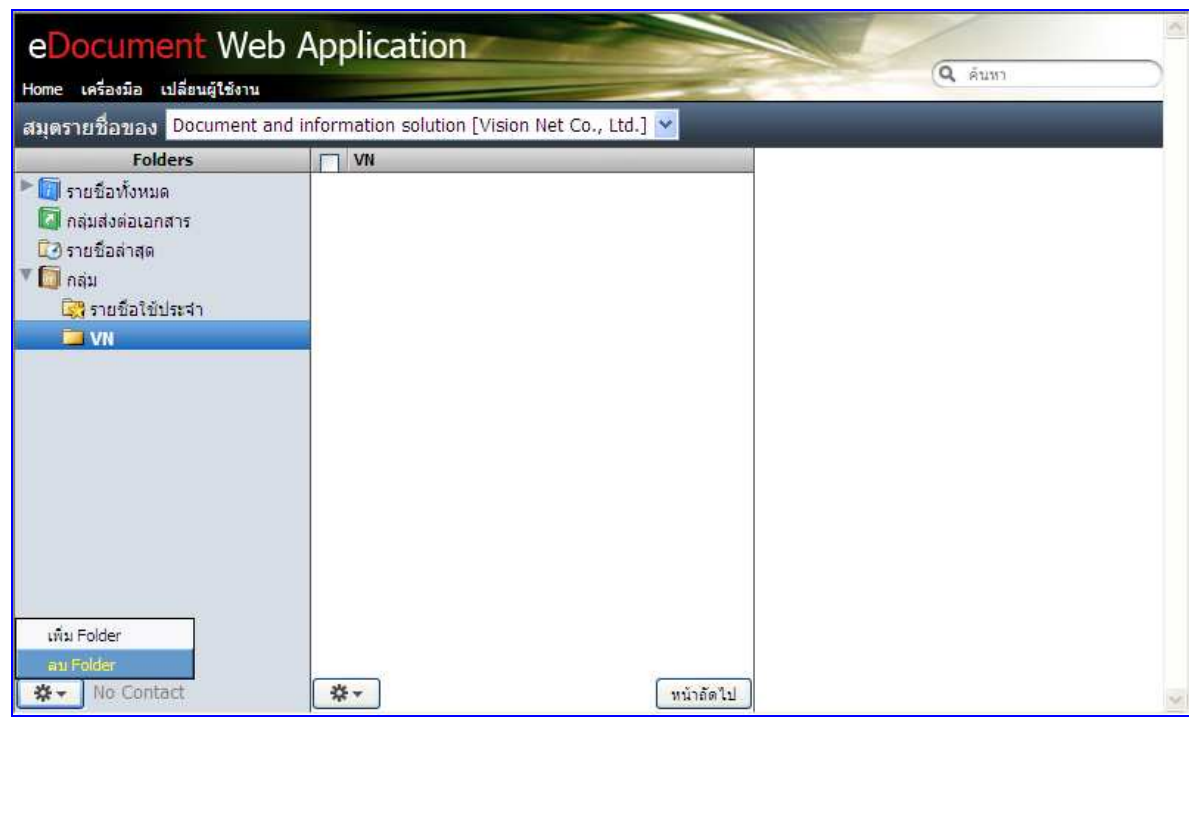 eDocument Web Application
ค้นหา
Home เครื่องมือ เปลี่ยนผู้ใช้งาน
สมุดรายชื่อของ Document and information solution [Vision Net Co., Ltd.]
Folders
VN
รายชื่อทั้งหมด
กลุ่มส่งต่อเอกสาร
รายชื่อล่าสุด
กลุ่ม
รายชื่อใช้ประจำ
VN
เพิ่ม Folder
ลบ Folder
No Contact
หน้าถัดไป